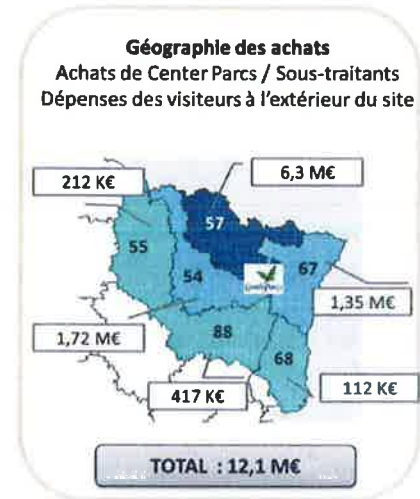 Géographie des achats
Achats de Center Parcs / Sous-traitants
Dépenses des visiteurs à l'extérieur du site
212 K€
6,3 M€
57
55
54
67
CenterParcs
1,35 M€
1,72 M€
88
68
417 K€
112 K€
TOTAL : 12,1 M€